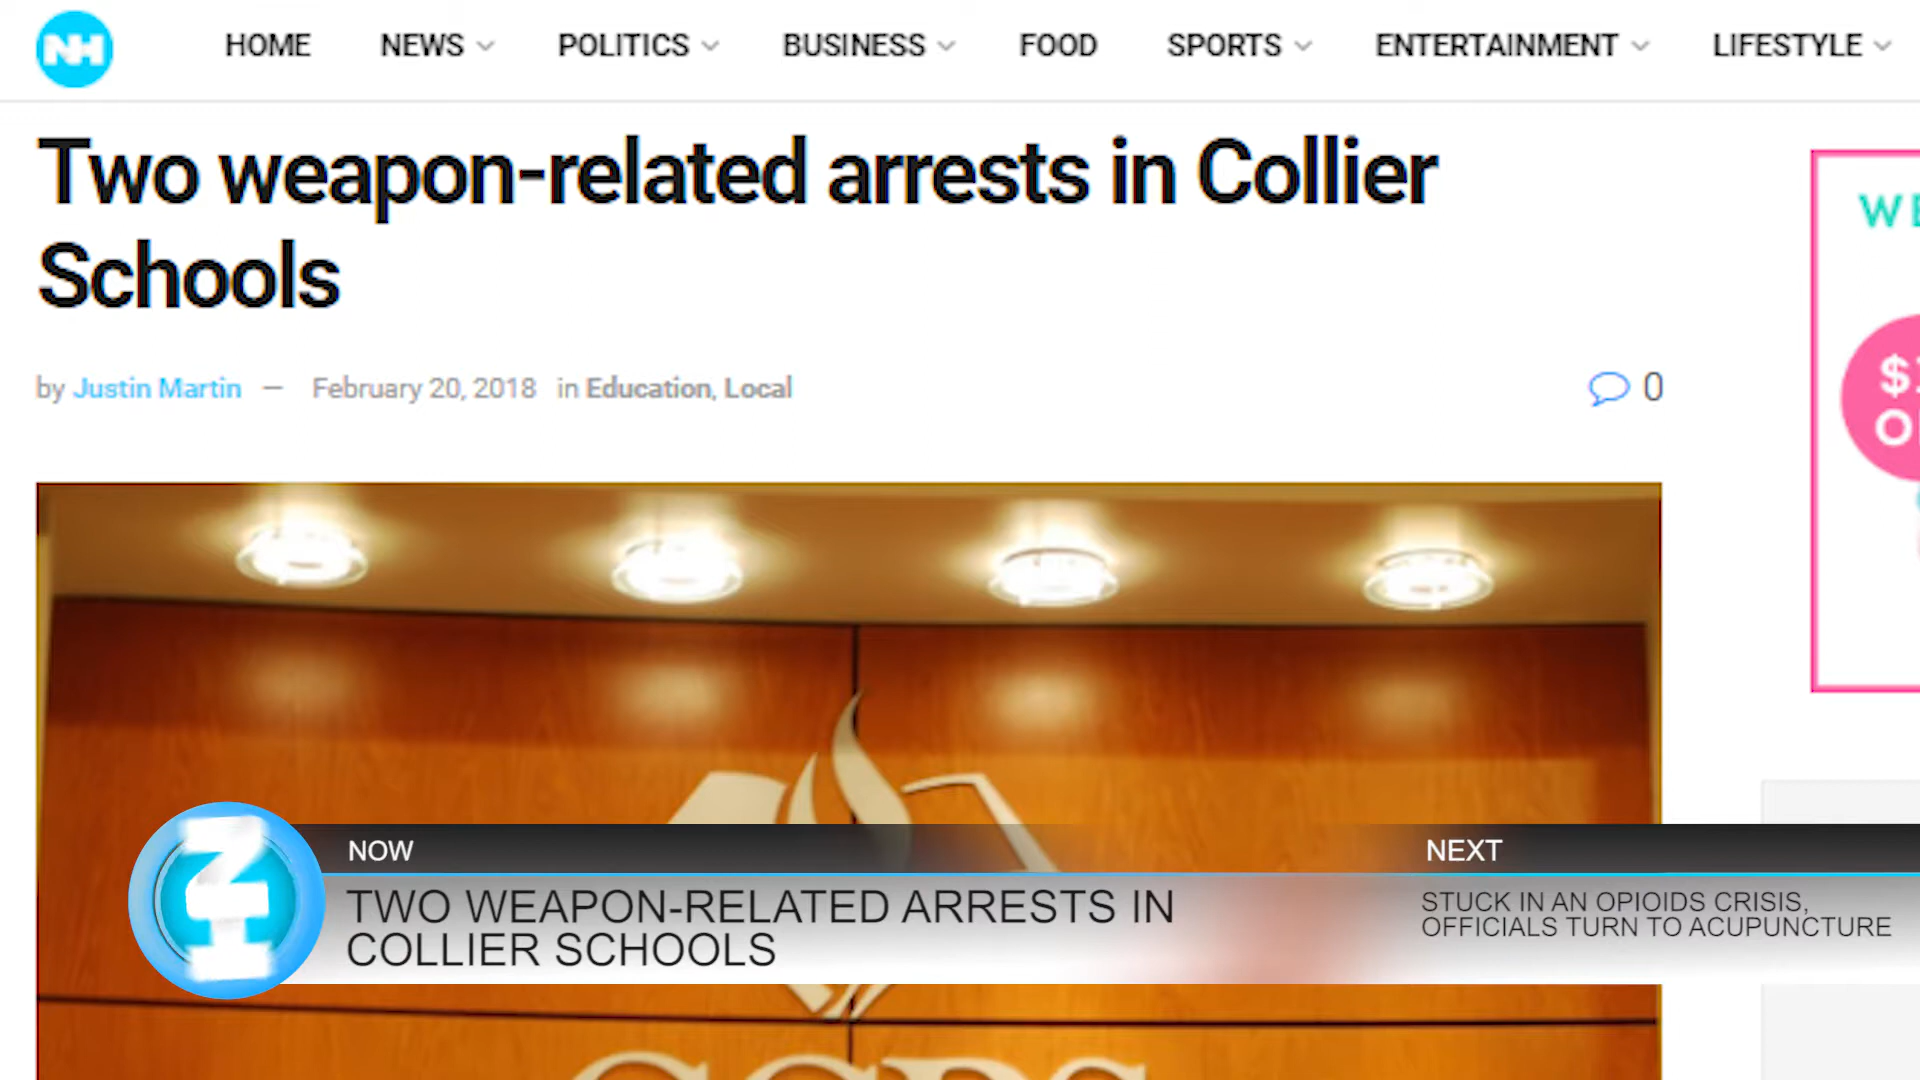 NH HOME NEWS POLITICS BUSINESS FOOD SPORTS ENTERTAINMENT LIFESTYLE
Two weapon-related arrests in Collier
Schools
by Justin Martin — February 20, 2018 in Education, Local
0
NOW
TWO WEAPON-RELATED ARRESTS IN
COLLIER SCHOOLS
NEXT
STUCK IN AN OPIOIDS CRISIS,
OFFICIALS TURN TO ACUPUNCTURE